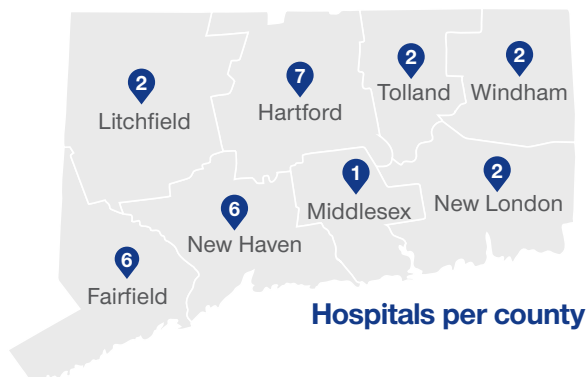 2
Litchfield
7
Hartford
2
Tolland
2
Windham
6
Fairfield
6
New Haven
1
Middlesex
2
New London
Hospitals per county